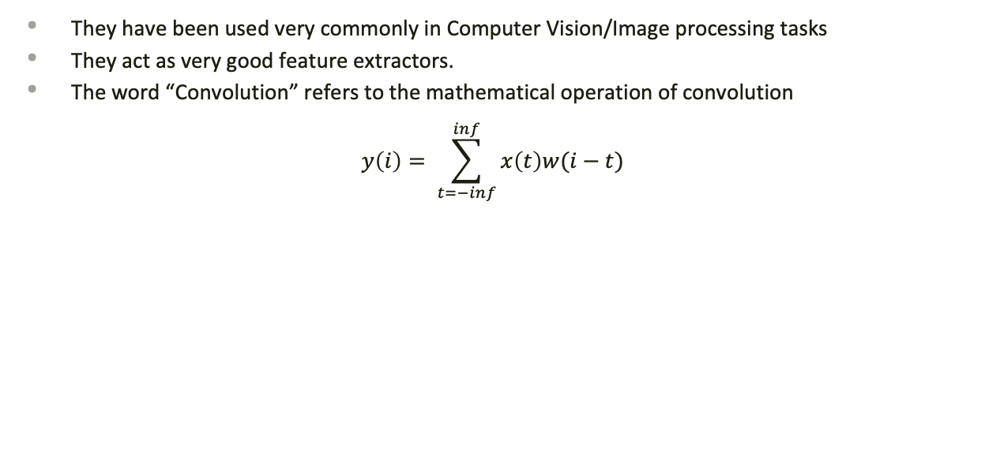 • They have been used very commonly in Computer Vision/Image processing tasks
• They act as very good feature extractors.
• The word “Convolution” refers to the mathematical operation of convolution
inf
y(i) = ∑ x(t)w(i − t)
t=−inf